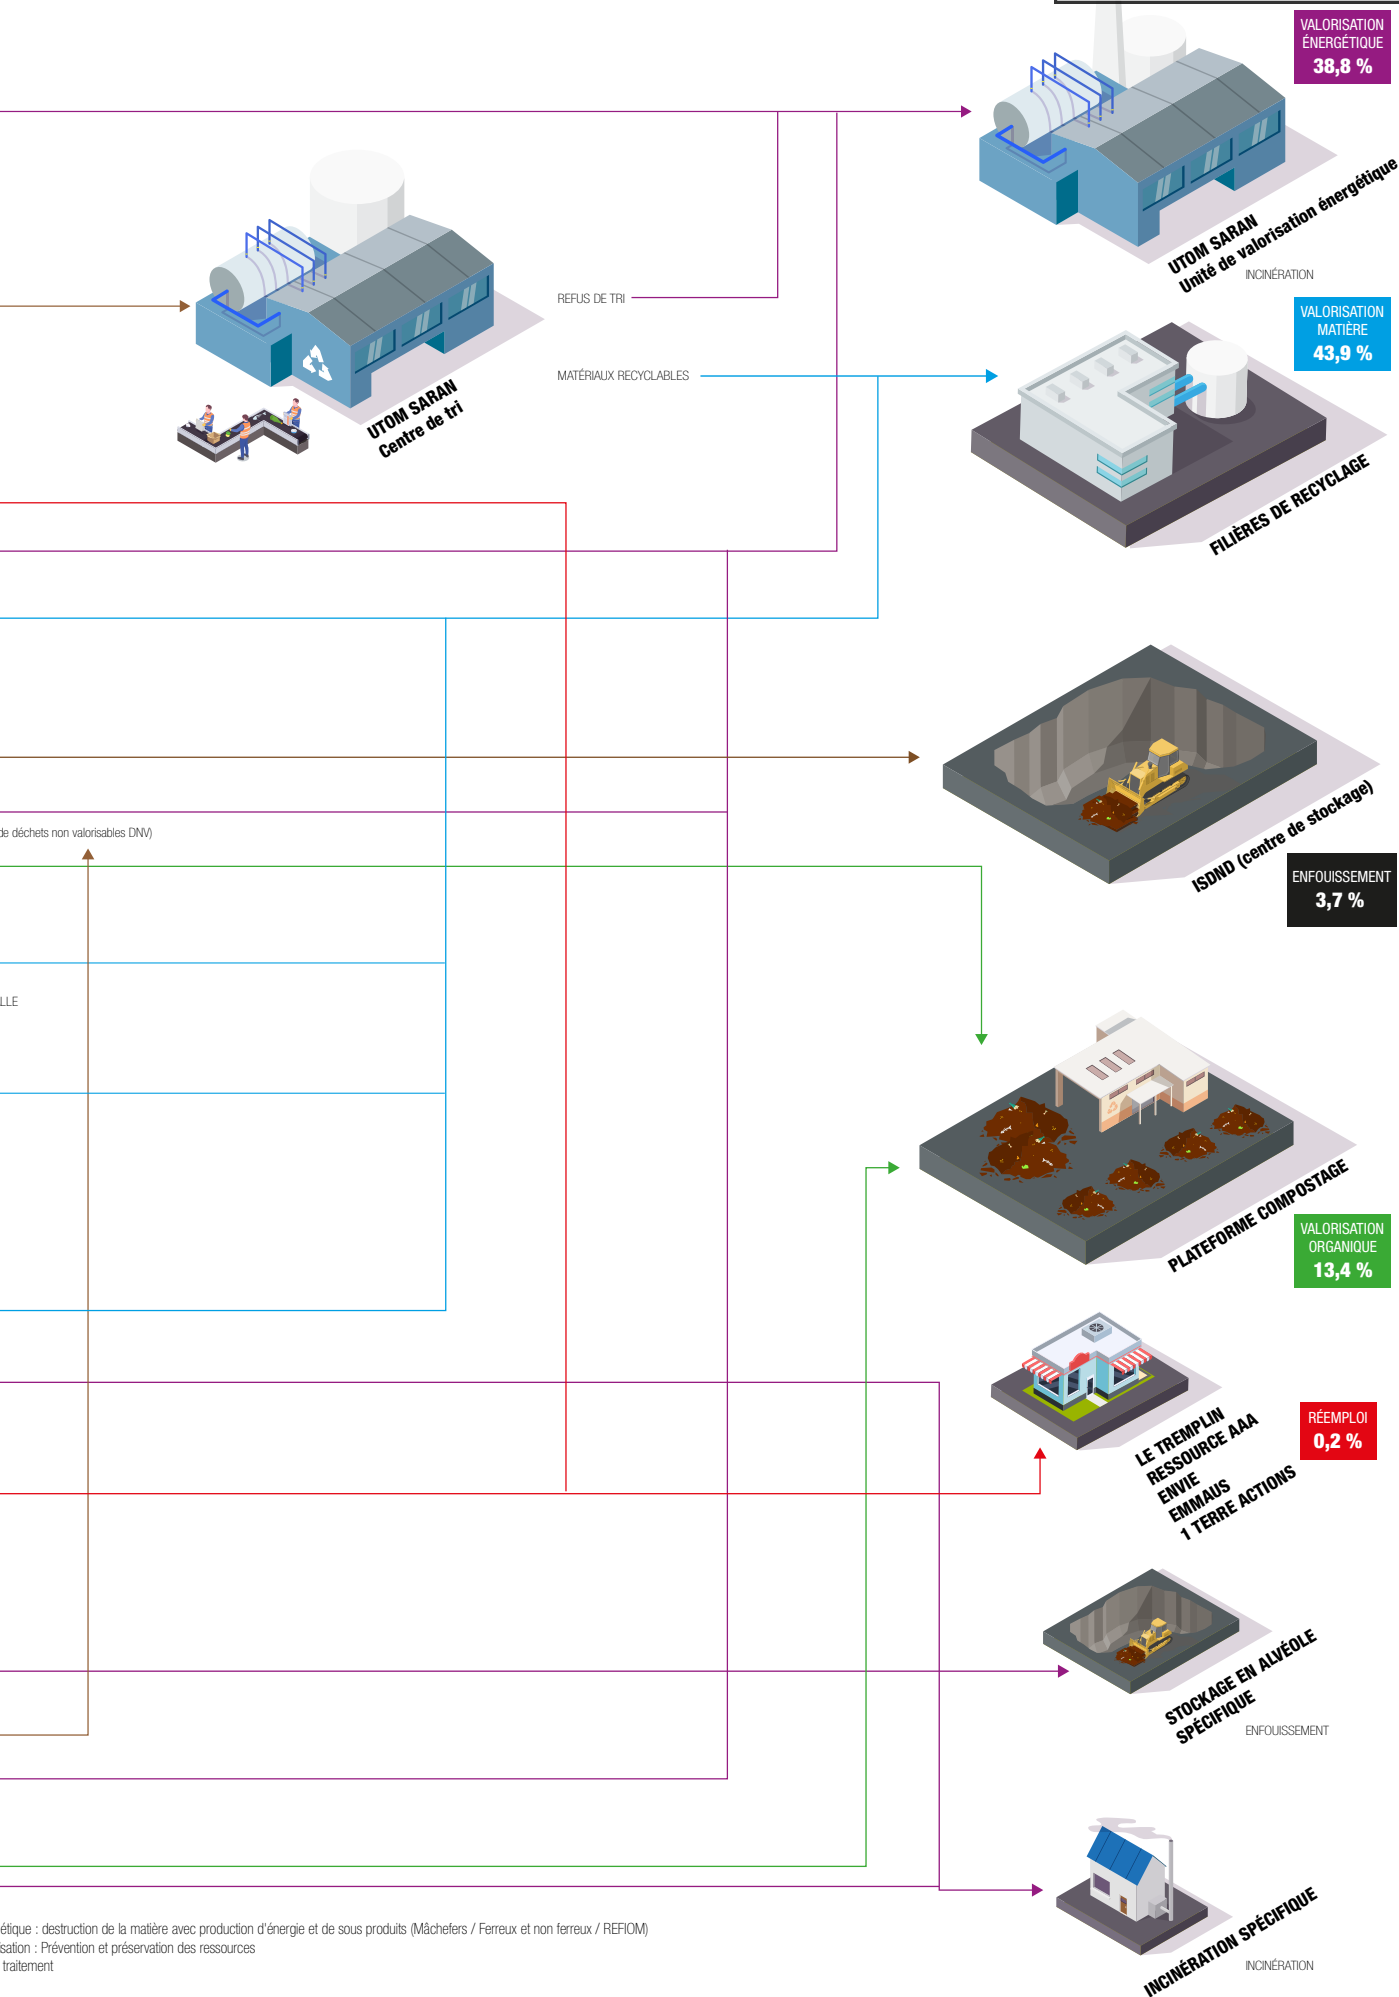 VALORISATION
ÉNERGÉTIQUE
38,8 %
UTOM SARAN
Unité de valorisation énergétique
INCINÉRATION
REFUS DE TRI
MATÉRIAUX RECYCLABLES
UTOM SARAN
Centre de tri
VALORISATION
MATIÈRE
43,9 %
FILIÈRES DE RECYCLAGE
de déchets non valorisables DNV)
ISDND (centre de stockage)
ENFOUISSEMENT
3,7 %
LLE
PLATEFORME COMPOSTAGE
VALORISATION
ORGANIQUE
13,4 %
LE TREMPLIN
RESSOURCE AAA
ENVIE
EMMAUS
1 TERRE ACTIONS
RÉEMPLOI
0,2 %
STOCKAGE EN ALVÉOLE
SPÉCIFIQUE
ENFOUISSEMENT
INCINÉRATION SPÉCIFIQUE
INCINÉRATION
étique : destruction de la matière avec production d'énergie et de sous produits (Mâchefers / Ferreux et non ferreux / REFIOM)
isation : Prévention et préservation des ressources
traitement